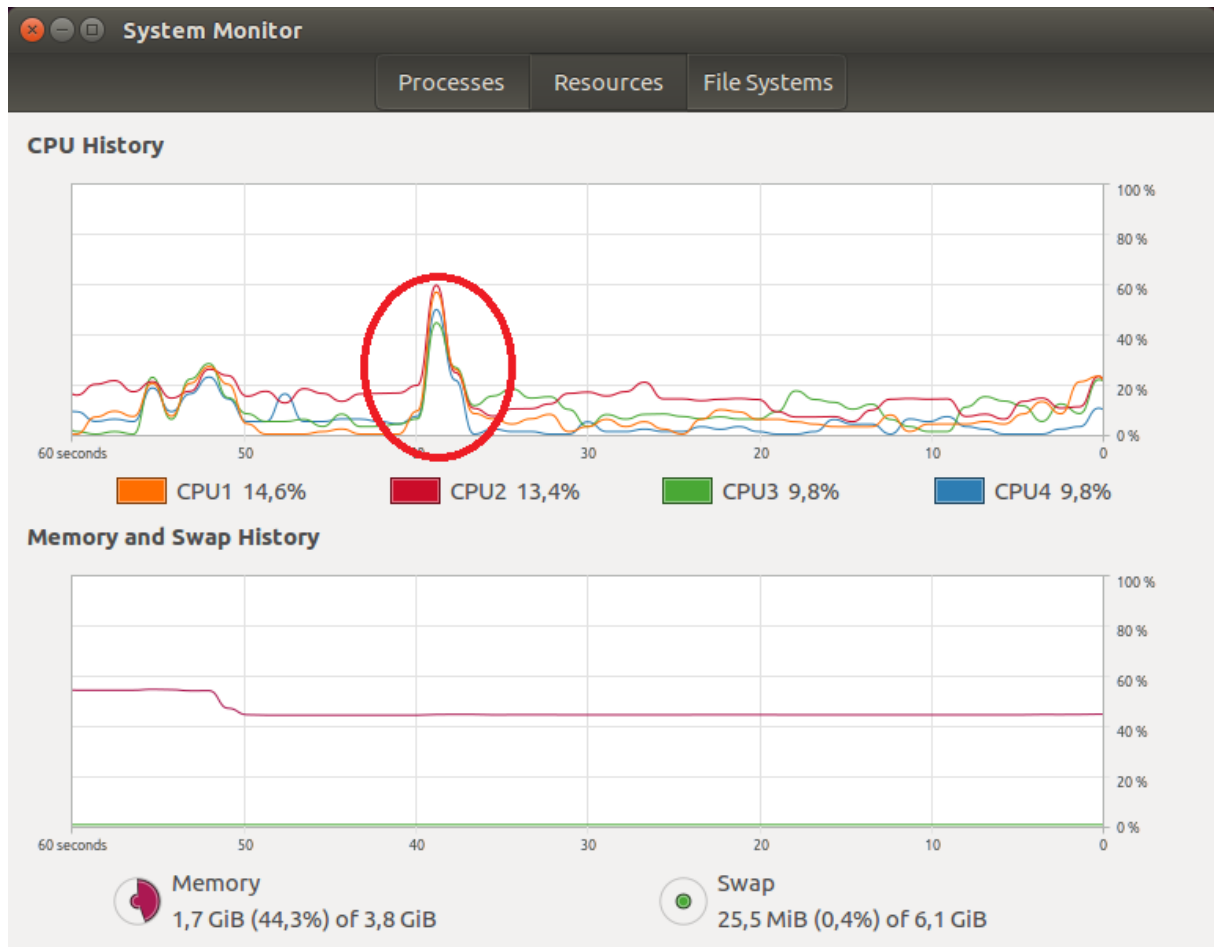 System Monitor
Processes Resources File Systems
CPU History
100 %
80 %
60 %
40 %
20 %
0 %
60 seconds 50 30 20 10 0
CPU1 14,6% CPU2 13,4% CPU3 9,8% CPU4 9,8%
Memory and Swap History
100 %
80 %
60 %
40 %
20 %
0 %
60 seconds 50 40 30 20 10 0
Memory
1,7 GiB (44,3%) of 3,8 GiB
Swap
25,5 MiB (0,4%) of 6,1 GiB